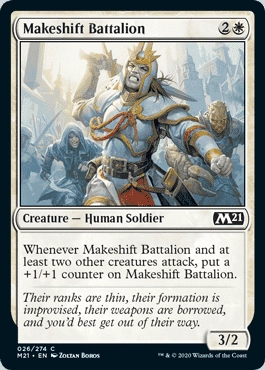 Makeshift Battalion 2
Creature — Human Soldier M21
Whenever Makeshift Battalion and at
least two other creatures attack, put a
+1/+1 counter on Makeshift Battalion.
Their ranks are thin, their formation is
improvised, their weapons are borrowed,
and you'd best get out of their way.
3/2
026/274 C
M21 • EN ZOLTAN BOROS ™ & © 2020 Wizards of the Coast